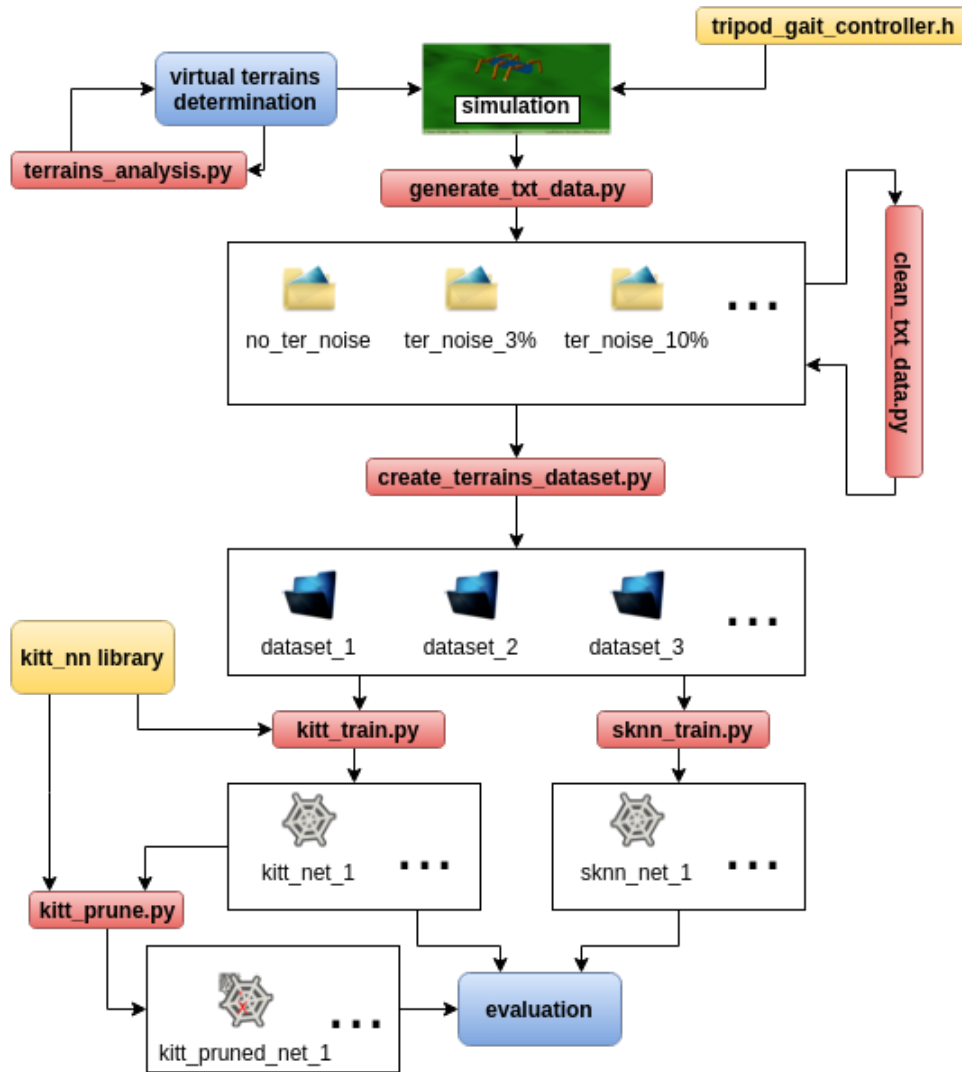 tripod_gait_controller.h
virtual terrains
determination
simulation
terrains_analysis.py
generate_txt_data.py
clean_txt_data.py
no_ter_noise
ter_noise_3%
ter_noise_10%
...
create_terrains_dataset.py
dataset_1
dataset_2
dataset_3
...
kitt_nn library
kitt_train.py
sknn_train.py
kitt_net_1
...
sknn_net_1
...
kitt_prune.py
kitt_pruned_net_1
...
evaluation